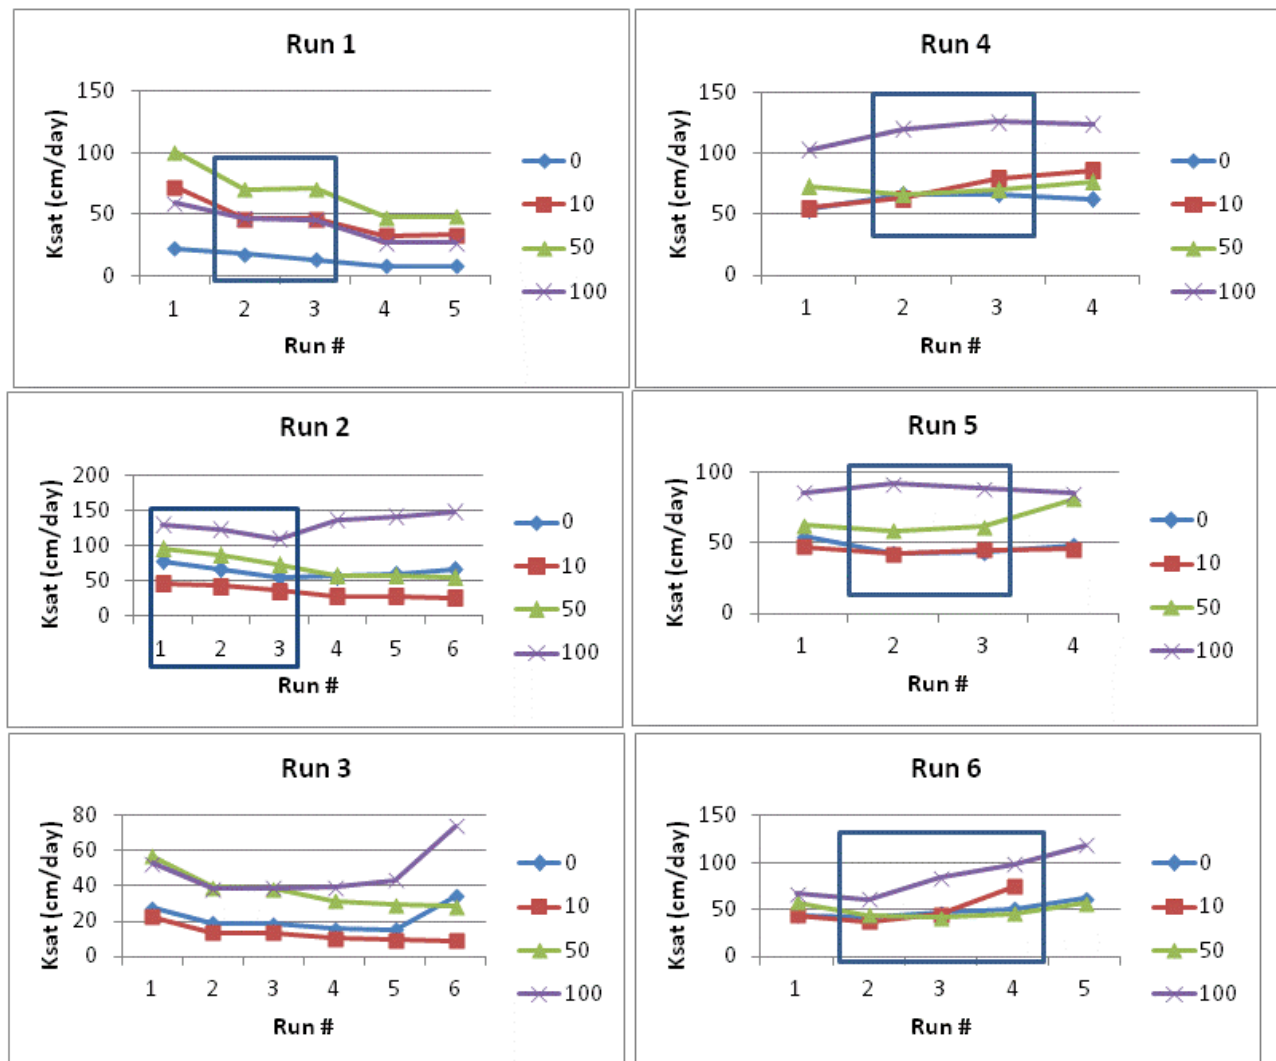 Run 1
Ksat (cm/day)
150
100
50
0
1 2 3 4 5
Run #
0
10
50
100
Run 4
Ksat (cm/day)
150
100
50
0
1 2 3 4
Run #
0
10
50
100
Run 2
Ksat (cm/day)
200
150
100
50
0
1 2 3 4 5 6
Run #
0
10
50
100
Run 5
Ksat (cm/day)
100
50
0
1 2 3 4
Run #
0
10
50
100
Run 3
Ksat (cm/day)
80
60
40
20
0
1 2 3 4 5 6
Run #
0
10
50
100
Run 6
Ksat (cm/day)
150
100
50
0
1 2 3 4 5
Run #
0
10
50
100